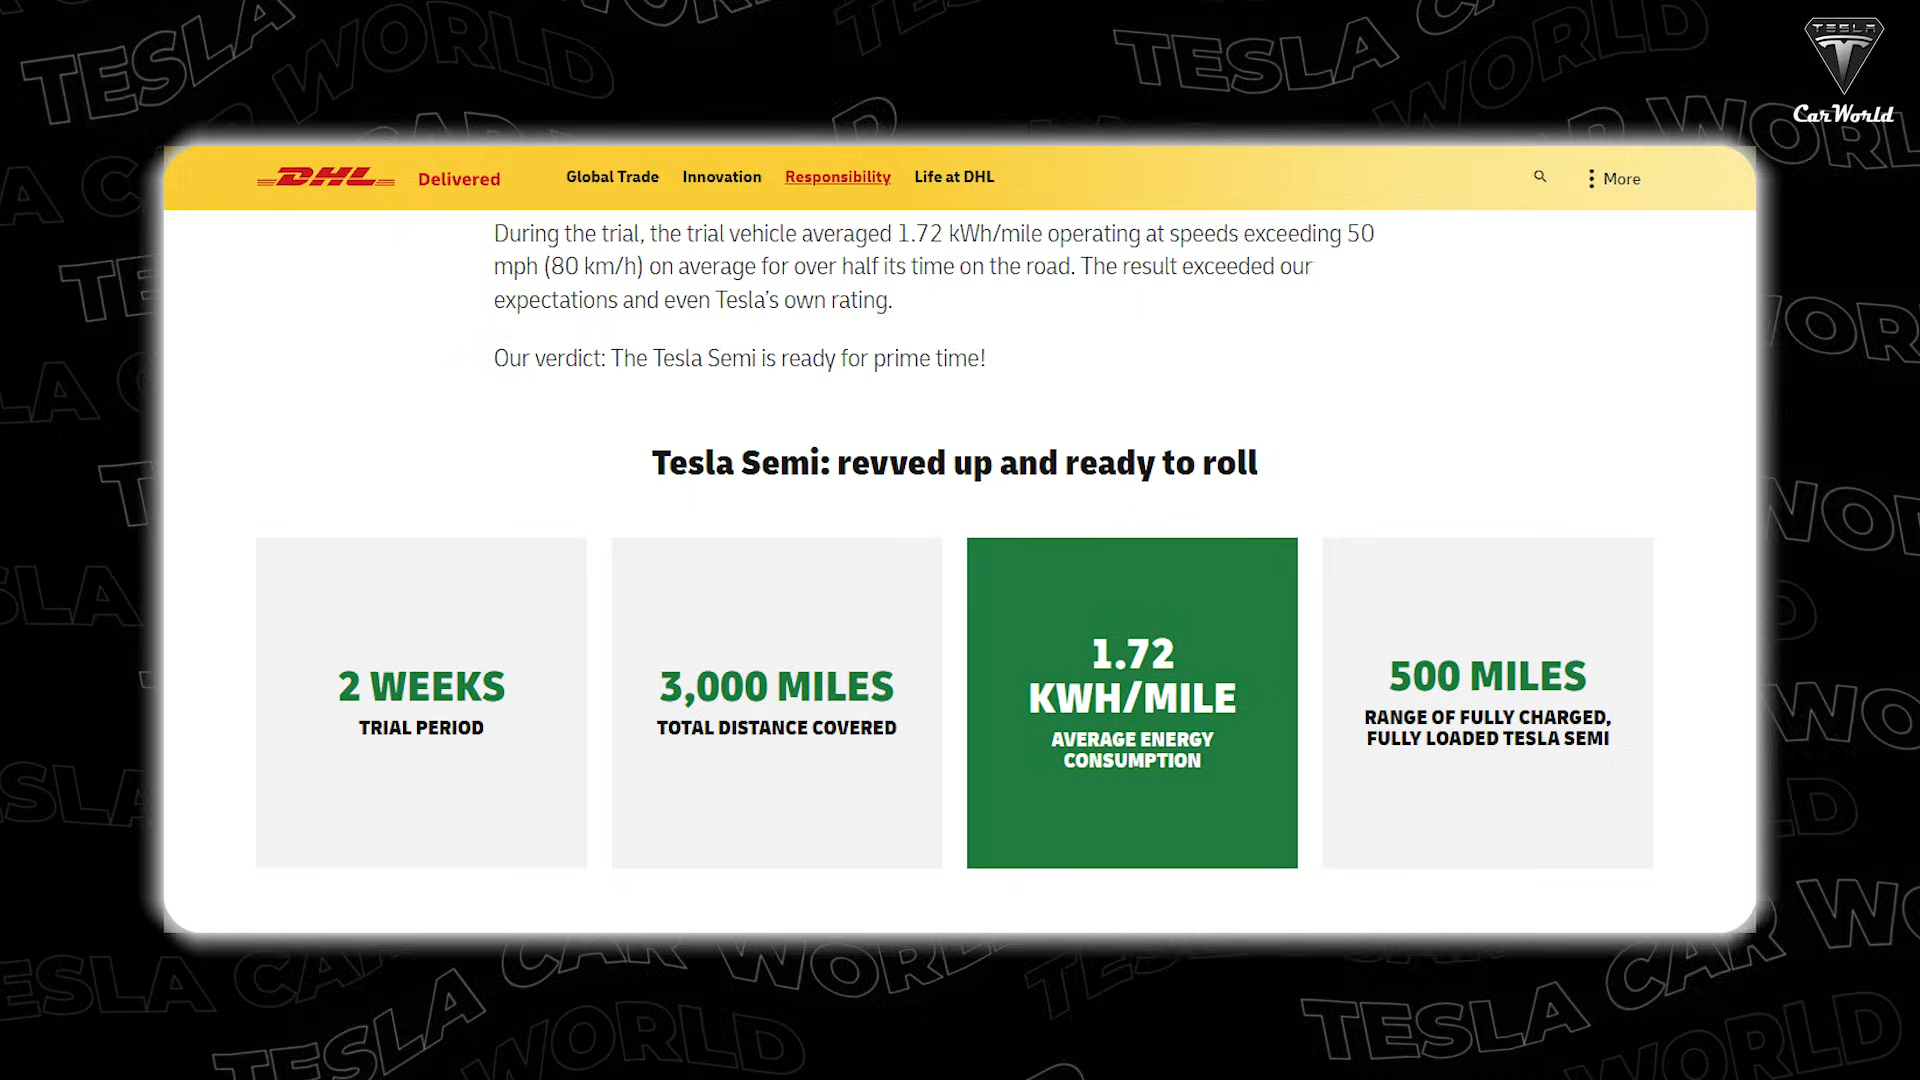 TESLA
CarWorld
DHL Delivered Global Trade Innovation Responsibility Life at DHL More
During the trial, the trial vehicle averaged 1.72 kWh/mile operating at speeds exceeding 50
mph (80 km/h) on average for over half its time on the road. The result exceeded our
expectations and even Tesla’s own rating.
Our verdict: The Tesla Semi is ready for prime time!
Tesla Semi: revved up and ready to roll
2 WEEKS
TRIAL PERIOD
3,000 MILES
TOTAL DISTANCE COVERED
1.72
KWH/MILE
AVERAGE ENERGY
CONSUMPTION
500 MILES
RANGE OF FULLY CHARGED,
FULLY LOADED TESLA SEMI